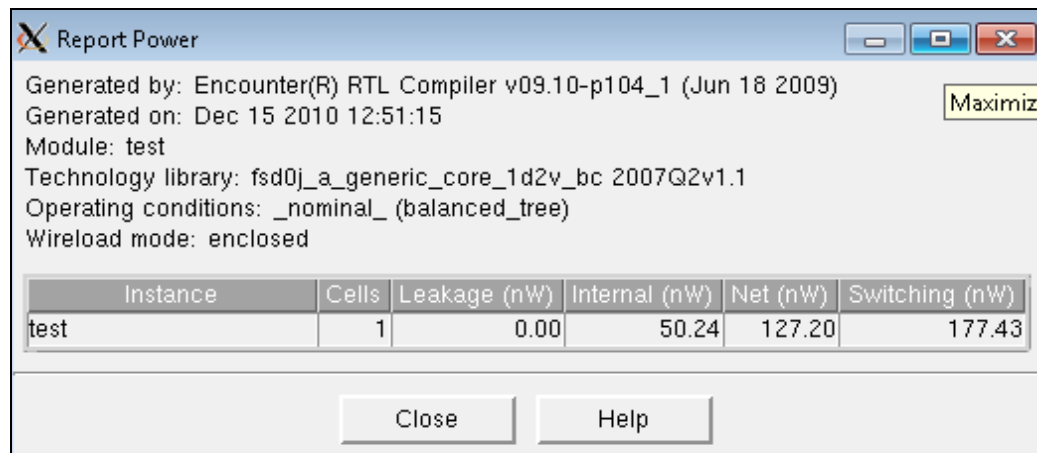 Report Power
Generated by: Encounter(R) RTL Compiler v09.10-p104_1 (Jun 18 2009)
Maximiz
Generated on: Dec 15 2010 12:51:15
Module: test
Technology library: fsd0j_a_generic_core_1d2v_bc 2007Q2v1.1
Operating conditions: _nominal_ (balanced_tree)
Wireload mode: enclosed
Instance Cells Leakage (nW) Internal (nW) Net (nW) Switching (nW)
test 1 0.00 50.24 127.20 177.43
Close Help